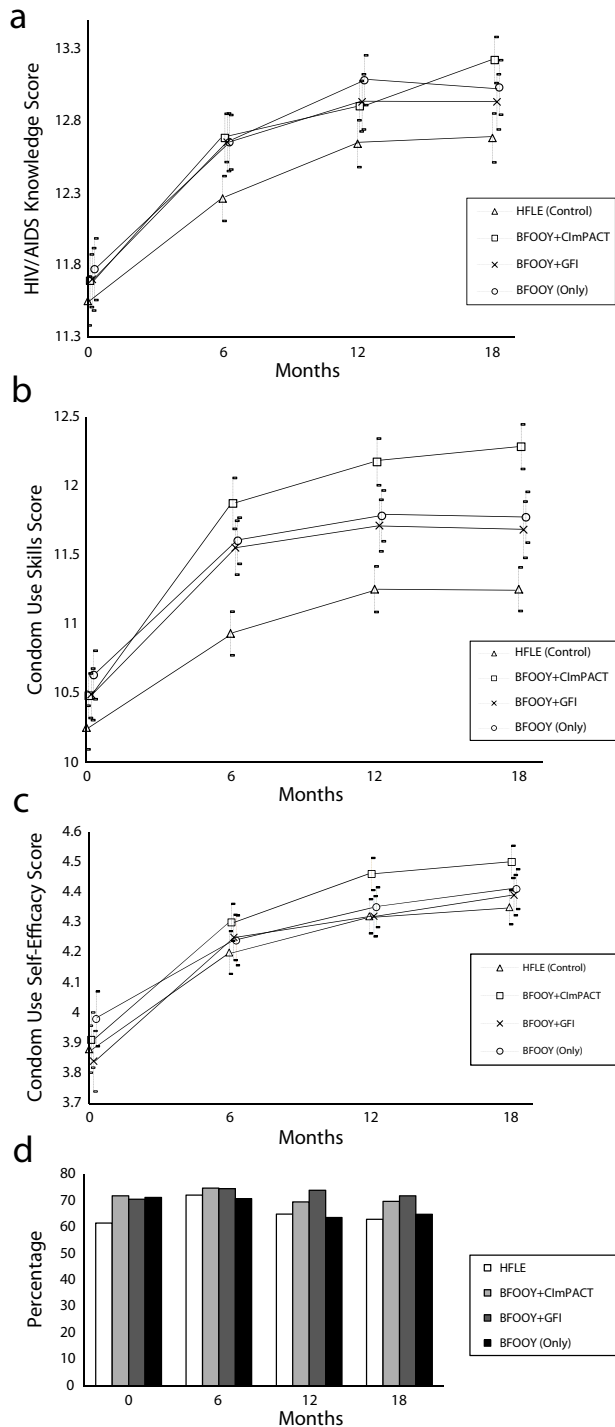 a
13.3
12.8
12.3
11.8
11.3
HIV/AIDS Knowledge Score
HFLE (Control)
BFOOY+CImPACT
BFOOY+GFI
BFOOY (Only)
0 6 12 18
Months
b
12.5
12
11.5
11
10.5
10
Condom Use Skills Score
HFLE (Control)
BFOOY+CImPACT
BFOOY+GFI
BFOOY (Only)
0 6 12 18
Months
c
4.6
4.5
4.4
4.3
4.2
4
3.9
3.8
3.7
Condom Use Self-Efficacy Score
HFLE (Control)
BFOOY+CImPACT
BFOOY+GFI
BFOOY (Only)
0 6 12 18
Months
d
80
70
60
50
40
30
20
10
0
Percentage
HFLE
BFOOY+CImPACT
BFOOY+GFI
BFOOY (Only)
0 6 12 18
Months